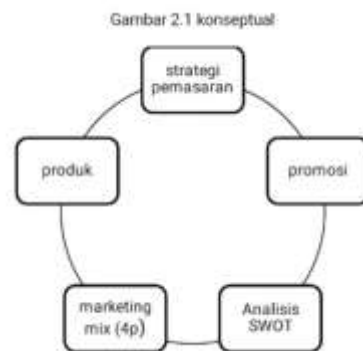 Gambar 2.1 konseptual
strategi
pemasaran
produk
promosi
marketing
mix (4p)
Analisis
SWOT